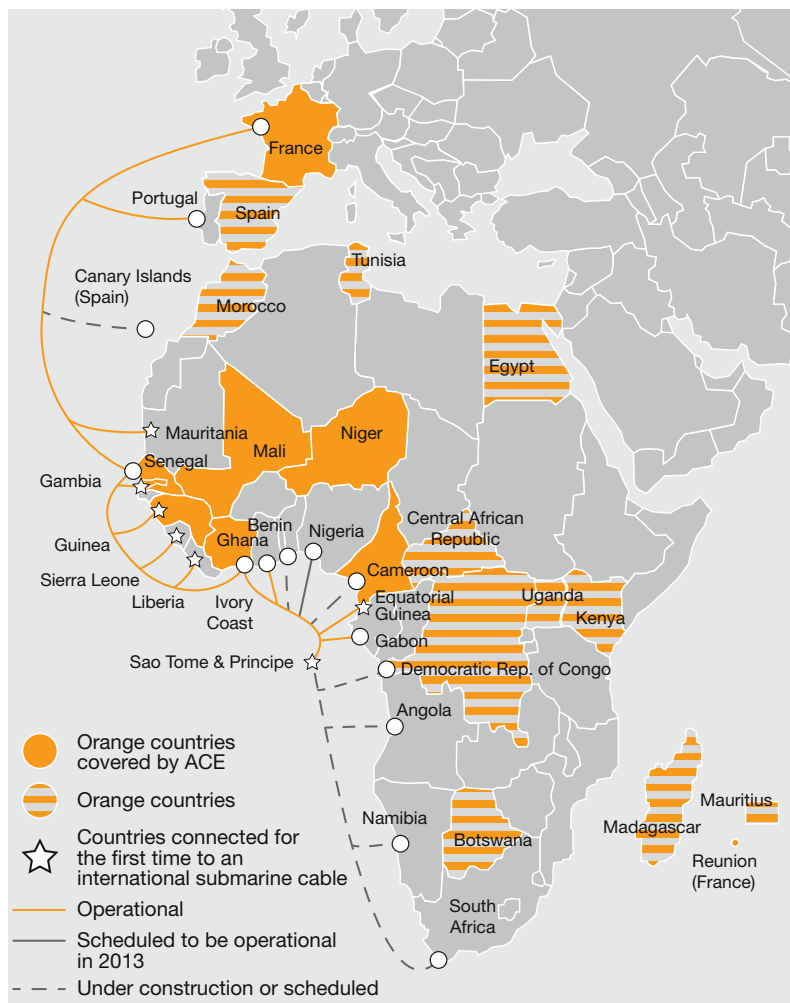 France
Portugal
Spain
Tunisia
Canary Islands
(Spain)
Morocco
Egypt
Mauritania
Mali
Niger
Senegal
Gambia
Guinea
Sierra Leone
Liberia
Ivory
Coast
Ghana
Benin
Nigeria
Central African
Republic
Cameroon
Equatorial
Guinea
Uganda
Kenya
Gabon
Sao Tome & Principe
Democratic Rep. of Congo
Angola
Namibia
Botswana
Madagascar
Mauritius
Reunion
(France)
South
Africa
Orange countries
covered by ACE
Orange countries
Countries connected for
the first time to an
international submarine cable
Operational
Scheduled to be operational
in 2013
Under construction or scheduled